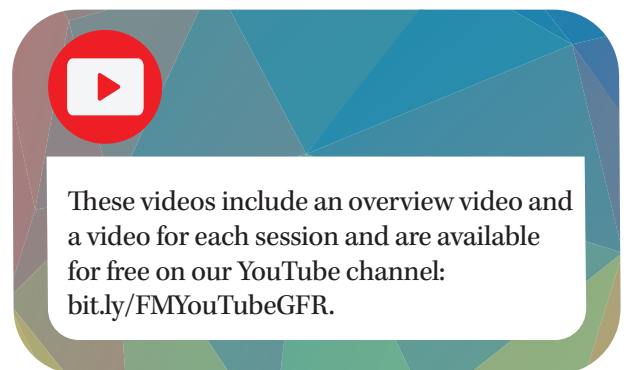 These videos include an overview video and
a video for each session and are available
for free on our YouTube channel:
bit.ly/FMYouTubeGFR.